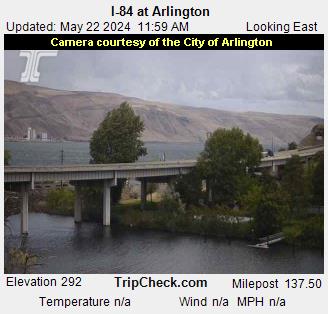 I-84 at Arlington
Updated: May 22 2024 11:59 AM Looking East
Camera courtesy of the City of Arlington
Elevation 292 TripCheck.com Milepost 137.50
Temperature n/a Wind n/a MPH n/a